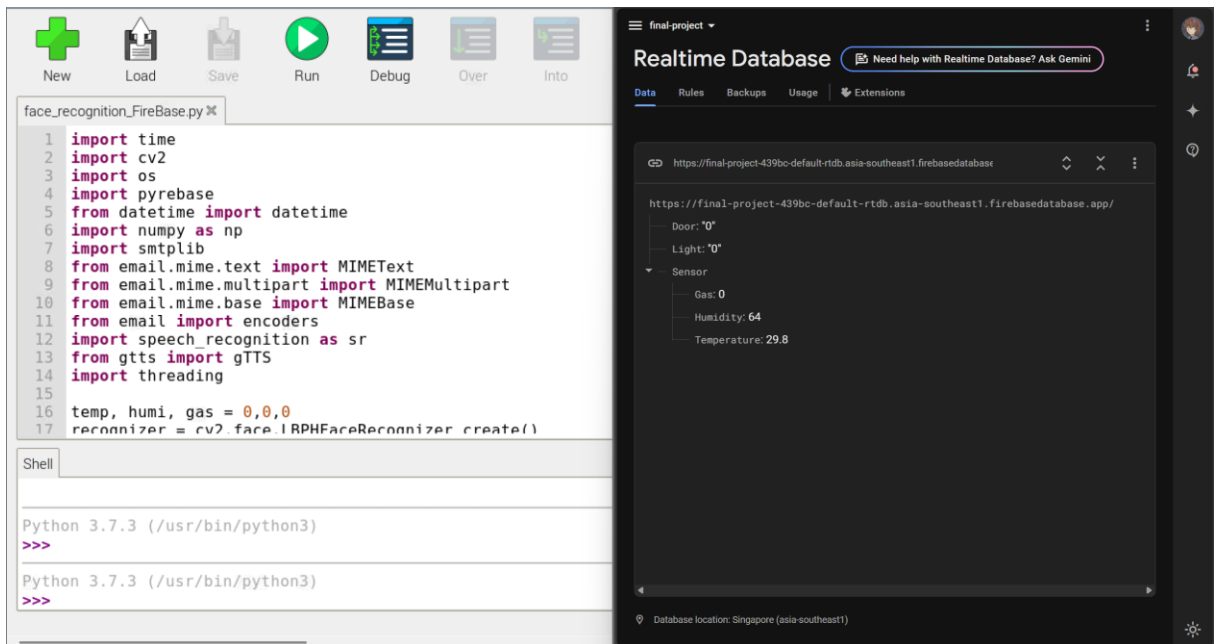 New Load Save Run Debug Over Into
face_recognition_FireBase.py
1 import time
2 import cv2
3 import os
4 import pyrebase
5 from datetime import datetime
6 import numpy as np
7 import smtplib
8 from email.mime.text import MIMEText
9 from email.mime.multipart import MIMEMultipart
10 from email.mime.base import MIMEBase
11 from email import encoders
12 import speech_recognition as sr
13 from gtts import gTTS
14 import threading
15
16 temp, humi, gas = 0,0,0
17 recognizer = cv2.face.LBPHFaceRecognizer_create()
Shell
Python 3.7.3 (/usr/bin/python3)
>>>
Python 3.7.3 (/usr/bin/python3)
>>>
final-project
Realtime Database
Need help with Realtime Database? Ask Gemini
Data Rules Backups Usage Extensions
https://final-project-439bc-default-rtdb.asia-southeast1.firebasedatabase
https://final-project-439bc-default-rtdb.asia-southeast1.firebasedatabase.app/
Door: "0"
Light: "0"
Sensor
Gas: 0
Humidity: 64
Temperature: 29.8
Database location: Singapore (asia-southeast1)